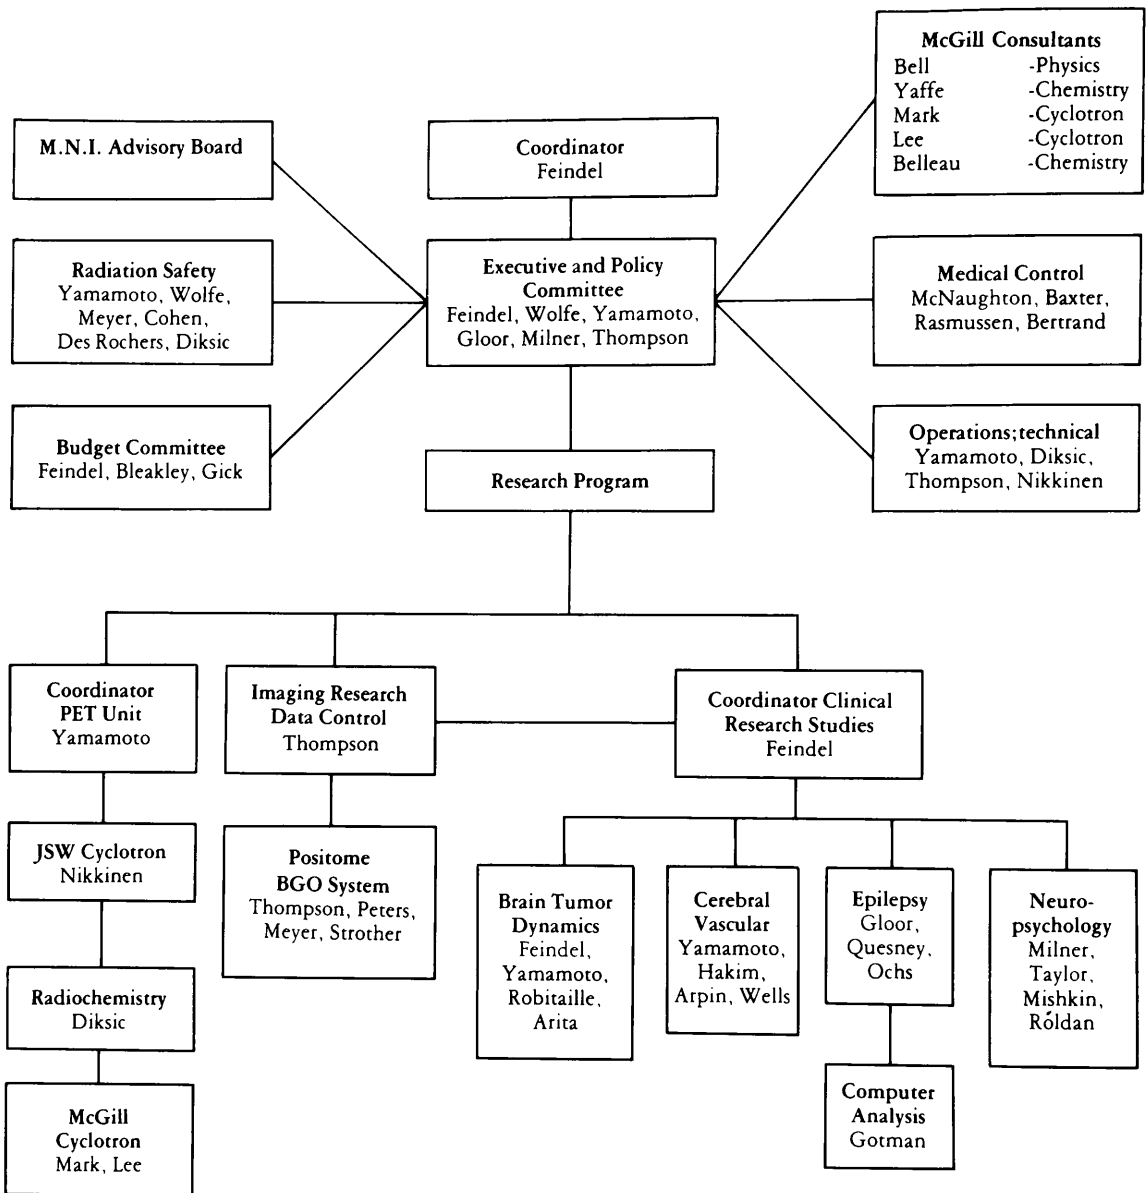 McGill Consultants
Bell -Physics
Yaffe -Chemistry
Mark -Cyclotron
Lee -Cyclotron
Belleau -Chemistry
M.N.I. Advisory Board
Coordinator
Feindel
Radiation Safety
Yamamoto, Wolfe,
Meyer, Cohen,
Des Rochers, Diksic
Executive and Policy
Committee
Feindel, Wolfe, Yamamoto,
Gloor, Milner, Thompson
Medical Control
McNaughton, Baxter,
Rasmussen, Bertrand
Budget Committee
Feindel, Bleakley, Gick
Research Program
Operations;technical
Yamamoto, Diksic,
Thompson, Nikkinen
Coordinator
PET Unit
Yamamoto
Imaging Research
Data Control
Thompson
Coordinator Clinical
Research Studies
Feindel
JSW Cyclotron
Nikkinen
Positome
BGO System
Thompson, Peters,
Meyer, Strother
Brain Tumor
Dynamics
Feindel,
Yamamoto,
Robitaille,
Arita
Cerebral
Vascular
Yamamoto,
Hakim,
Arpin, Wells
Epilepsy
Gloor,
Quesney,
Ochs
Neuro-
psychology
Milner,
Taylor,
Mishkin,
Róldan
Radiochemistry
Diksic
Computer
Analysis
Gotman
McGill
Cyclotron
Mark, Lee